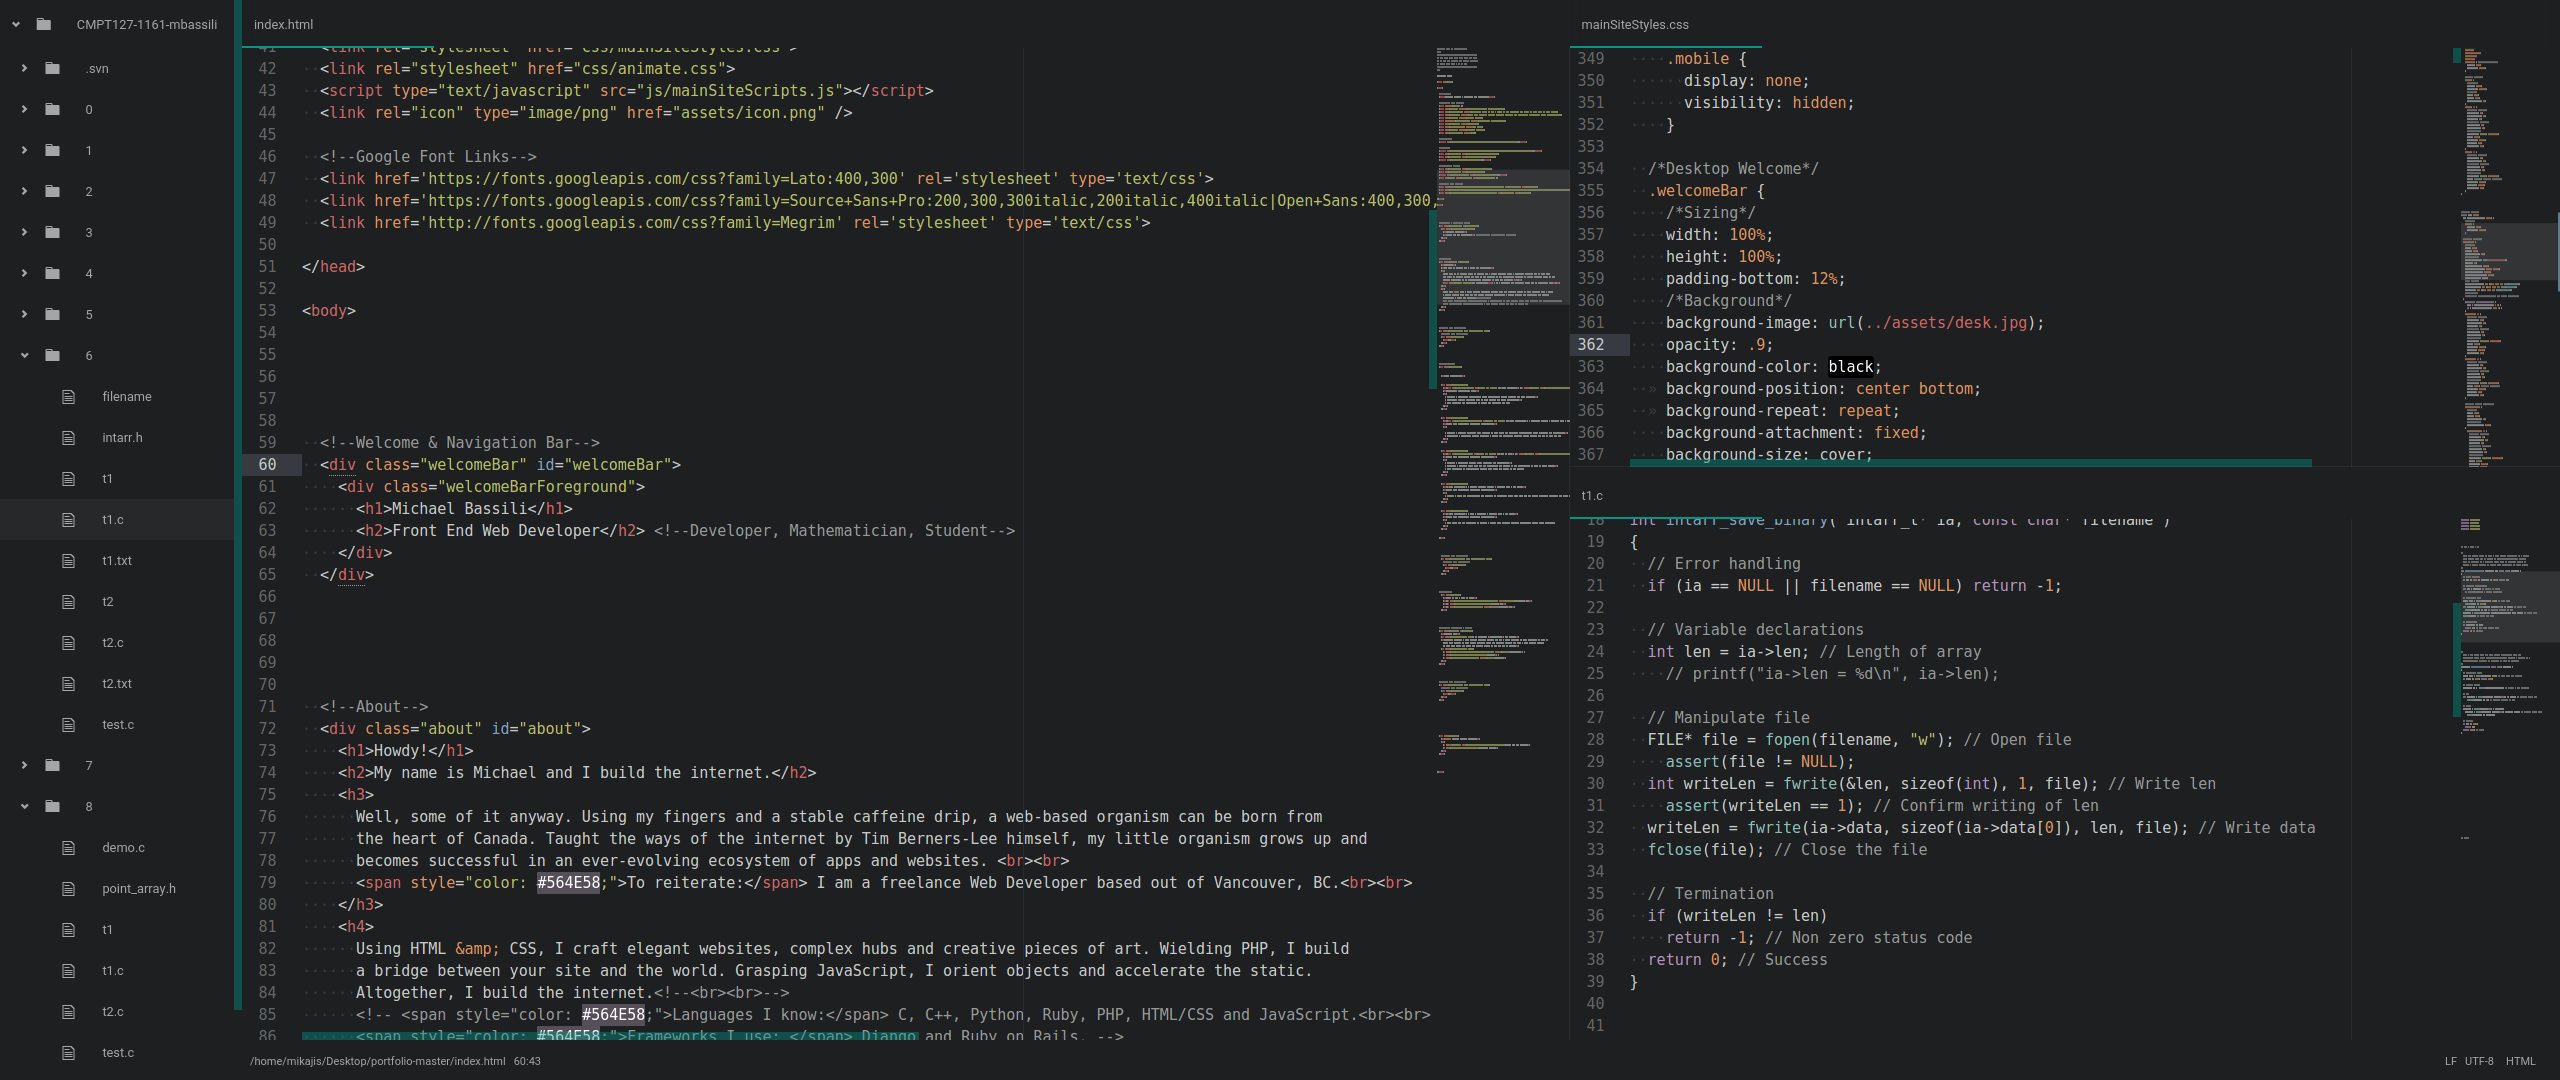 CMPT127-1161-mbassili
.svn
0
1
2
3
4
5
6
filename
intarr.h
t1
t1.c
t1.txt
t2
t2.c
t2.txt
test.c
7
8
demo.c
point_array.h
t1
t1.c
t2.c
test.c
index.html
41 <link rel="stylesheet" href="css/mainSiteStyles.css">
42 <link rel="stylesheet" href="css/animate.css">
43 <script type="text/javascript" src="js/mainSiteScripts.js"></script>
44 <link rel="icon" type="image/png" href="assets/icon.png" />
45
46 <!--Google Font Links-->
47 <link href='https://fonts.googleapis.com/css?family=Lato:400,300' rel='stylesheet' type='text/css'>
48 <link href='https://fonts.googleapis.com/css?family=Source+Sans+Pro:200,300,300italic,200italic,400italic|Open+Sans:400,300,
49 <link href='http://fonts.googleapis.com/css?family=Megrim' rel='stylesheet' type='text/css'>
50
51 </head>
52
53 <body>
54
55
56
57
58
59 <!--Welcome & Navigation Bar-->
60 <div class="welcomeBar" id="welcomeBar">
61 <div class="welcomeBarForeground">
62 <h1>Michael Bassili</h1>
63 <h2>Front End Web Developer</h2> <!--Developer, Mathematician, Student-->
64 </div>
65 </div>
66
67
68
69
70
71 <!--About-->
72 <div class="about" id="about">
73 <h1>Howdy!</h1>
74 <h2>My name is Michael and I build the internet.</h2>
75 <h3>
76 Well, some of it anyway. Using my fingers and a stable caffeine drip, a web-based organism can be born from
77 the heart of Canada. Taught the ways of the internet by Tim Berners-Lee himself, my little organism grows up and
78 becomes successful in an ever-evolving ecosystem of apps and websites. <br><br>
79 <span style="color: #564E58;">To reiterate:</span> I am a freelance Web Developer based out of Vancouver, BC.<br><br>
80 </h3>
81 <h4>
82 Using HTML &amp; CSS, I craft elegant websites, complex hubs and creative pieces of art. Wielding PHP, I build
83 a bridge between your site and the world. Grasping JavaScript, I orient objects and accelerate the static.
84 Altogether, I build the internet.<!--<br><br>-->
85 <!-- <span style="color: #564E58;">Languages I know:</span> C, C++, Python, Ruby, PHP, HTML/CSS and JavaScript.<br><br>
86 <span style="color: #564E58;">Frameworks I use: </span> Django and Ruby on Rails. -->
/home/mikajis/Desktop/portfolio-master/index.html 60:43
mainSiteStyles.css
349 .mobile {
350 display: none;
351 visibility: hidden;
352 }
353
354 /*Desktop Welcome*/
355 .welcomeBar {
356 /*Sizing*/
357 width: 100%;
358 height: 100%;
359 padding-bottom: 12%;
360 /*Background*/
361 background-image: url(../assets/desk.jpg);
362 opacity: .9;
363 background-color: black;
364 » background-position: center bottom;
365 » background-repeat: repeat;
366 background-attachment: fixed;
367 background-size: cover;
t1.c
18 int intarr_save_binary( intarr_t* ia, const char* filename )
19 {
20 // Error handling
21 if (ia == NULL || filename == NULL) return -1;
22
23 // Variable declarations
24 int len = ia->len; // Length of array
25 // printf("ia->len = %d\n", ia->len);
26
27 // Manipulate file
28 FILE* file = fopen(filename, "w"); // Open file
29 assert(file != NULL);
30 int writeLen = fwrite(&len, sizeof(int), 1, file); // Write len
31 assert(writeLen == 1); // Confirm writing of len
32 writeLen = fwrite(ia->data, sizeof(ia->data[0]), len, file); // Write data
33 fclose(file); // Close the file
34
35 // Termination
36 if (writeLen != len)
37 return -1; // Non zero status code
38 return 0; // Success
39 }
40
41
LF UTF-8 HTML